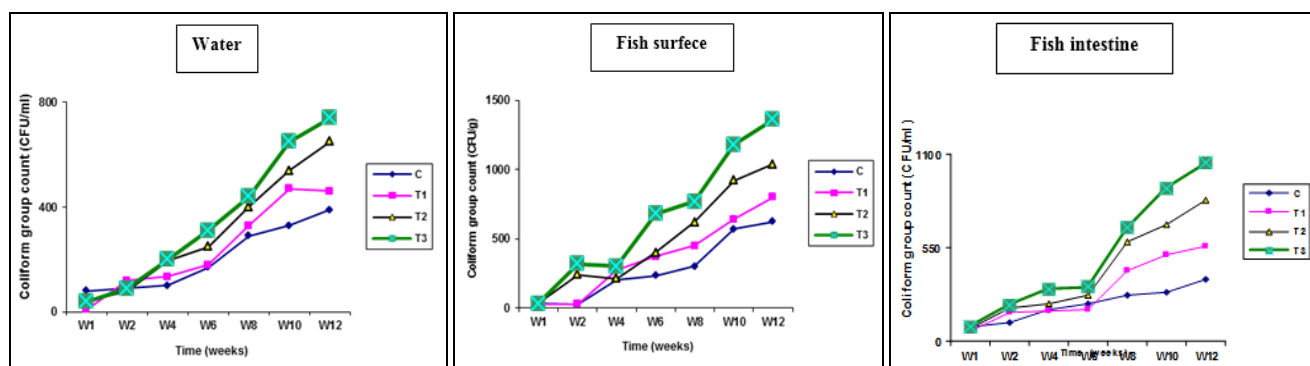 Water
Coliform group count (CFU/ml)
800
400
0
W1 W2 W4 W6 W8 W10 W12
Time (weeks)
C
T1
T2
T3
Fish surfece
Coliform group count (CFU/g)
1500
1000
500
0
W1 W2 W4 W6 W8 W10 W12
Time (weeks)
C
T1
T2
T3
Fish intestine
Coliform group count (CFU/ml)
1100
550
0
W1 W2 W4 W6 W8 W10 W12
Time (weeks)
C
T1
T2
T3